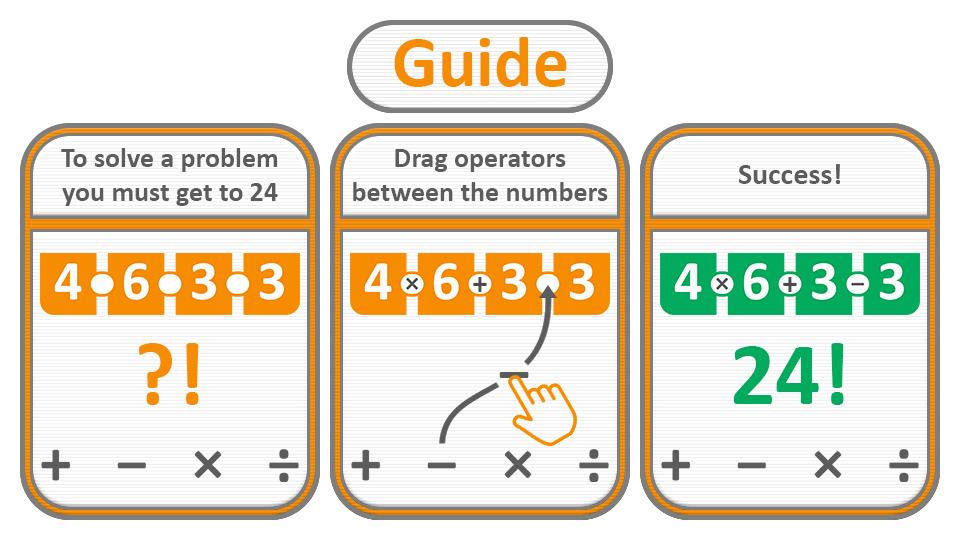 Guide
To solve a problem
you must get to 24
4 6 3 3
?!
+ − × ÷
Drag operators
between the numbers
4 × 6 + 3 3
−
+ − × ÷
Success!
4 × 6 + 3 − 3
24!
+ − × ÷